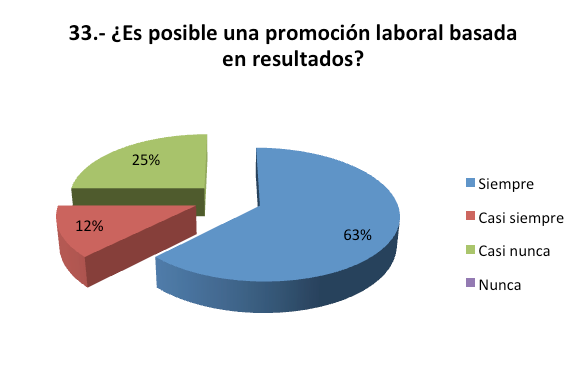 33.- ¿Es posible una promoción laboral basada
en resultados?
25%
12%
63%
Siempre
Casi siempre
Casi nunca
Nunca